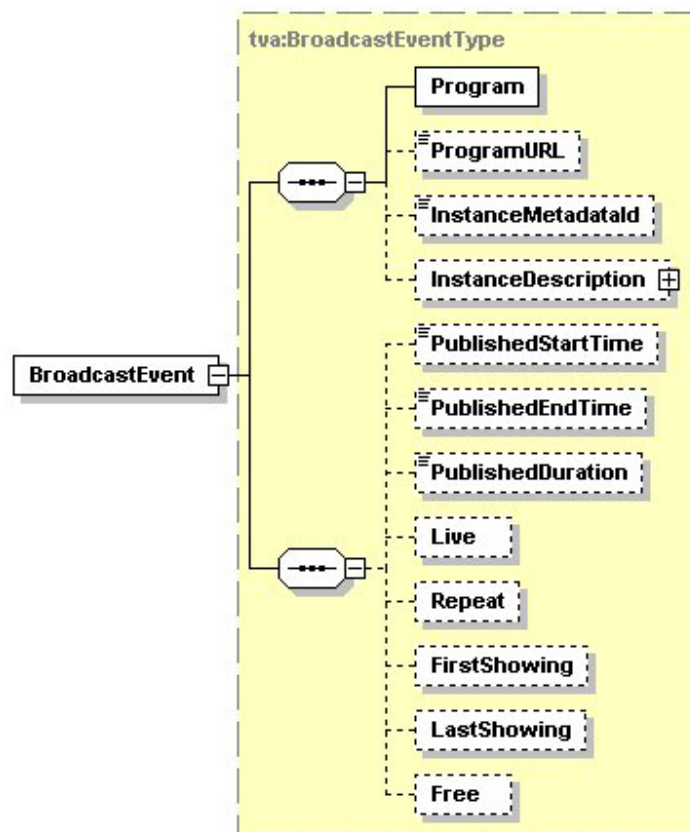 tva:BroadcastEventType
Program
ProgramURL
InstanceMetadataId
InstanceDescription
BroadcastEvent
PublishedStartTime
PublishedEndTime
PublishedDuration
Live
Repeat
FirstShowing
LastShowing
Free